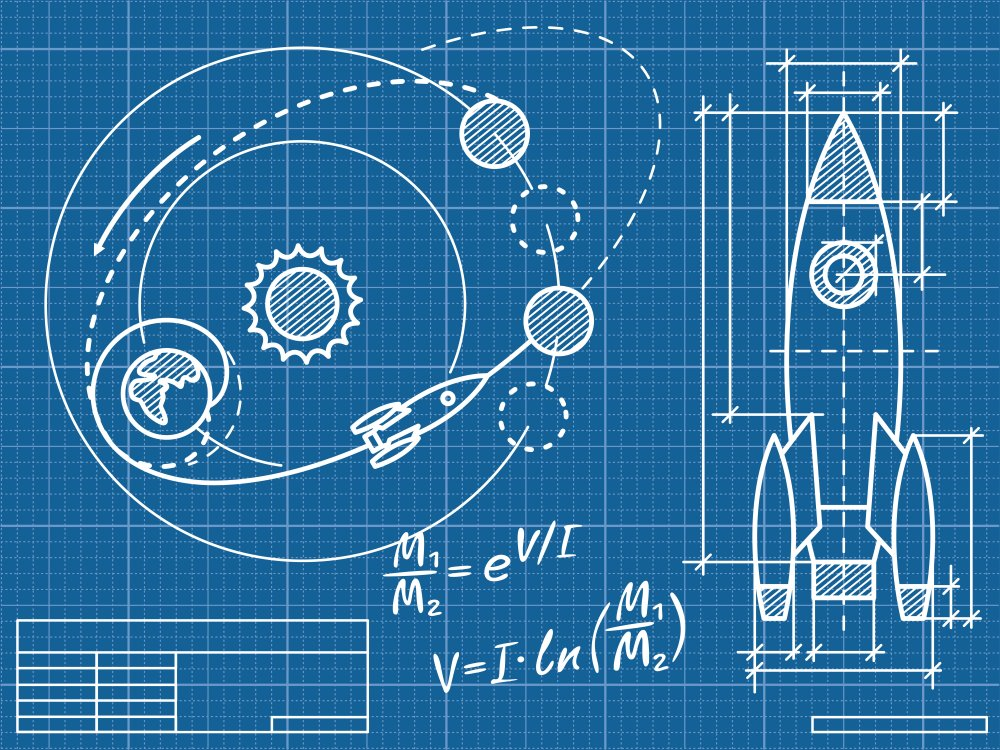 M₁/M₂ = e^V/I
V = I · ln(M₁/M₂)